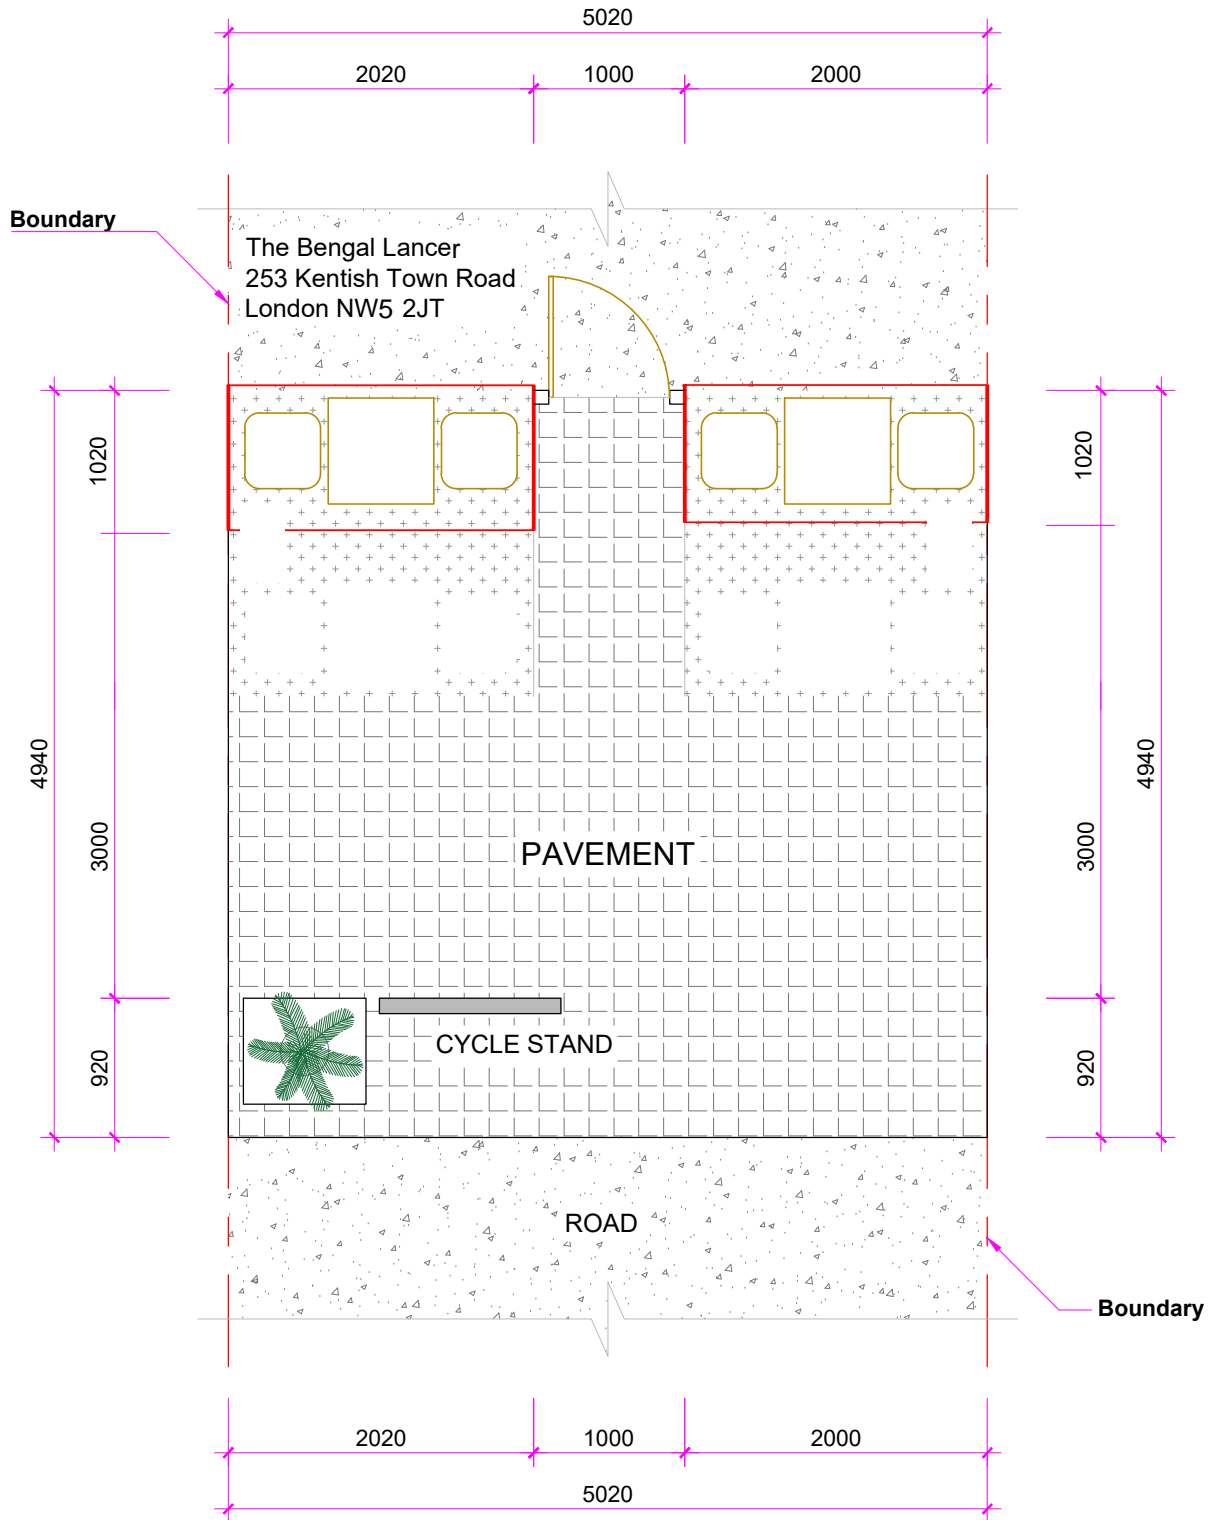 5020
2020 1000 2000
Boundary
The Bengal Lancer
253 Kentish Town Road
London NW5 2JT
1020
1020
4940
4940
3000
3000
PAVEMENT
CYCLE STAND
920
920
ROAD
Boundary
2020 1000 2000
5020